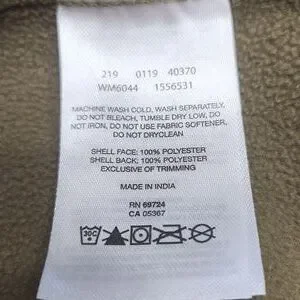 219 0119 40370
WM6044 1556531
MACHINE WASH COLD, WASH SEPARATELY,
DO NOT BLEACH, TUMBLE DRY LOW, DO
NOT IRON, DO NOT USE FABRIC SOFTENER,
DO NOT DRYCLEAN
SHELL FACE: 100% POLYESTER
SHELL BACK: 100% POLYESTER
EXCLUSIVE OF TRIMMING
MADE IN INDIA
RN 69724
CA 05367
30C